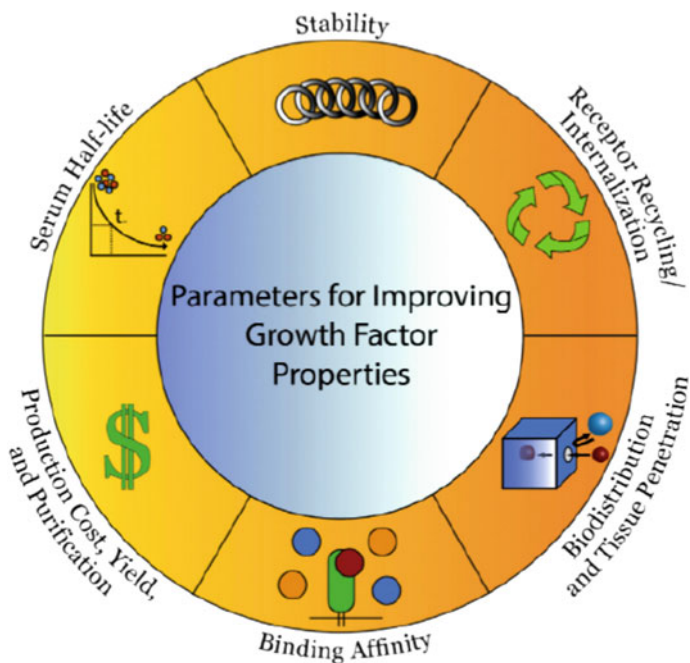 Stability
Receptor Recycling/
Internalization
Biodistribution
and Tissue Penetration
Binding Affinity
Production Cost, Yield,
and Purification
Serum Half-life
t.
$
Parameters for Improving
Growth Factor
Properties